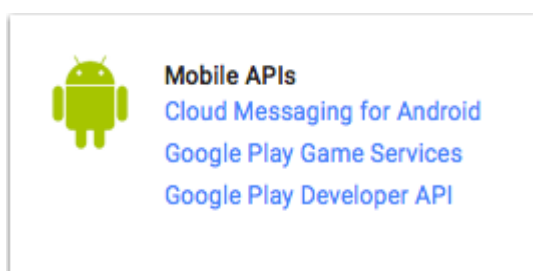 Mobile APIs
Cloud Messaging for Android
Google Play Game Services
Google Play Developer API